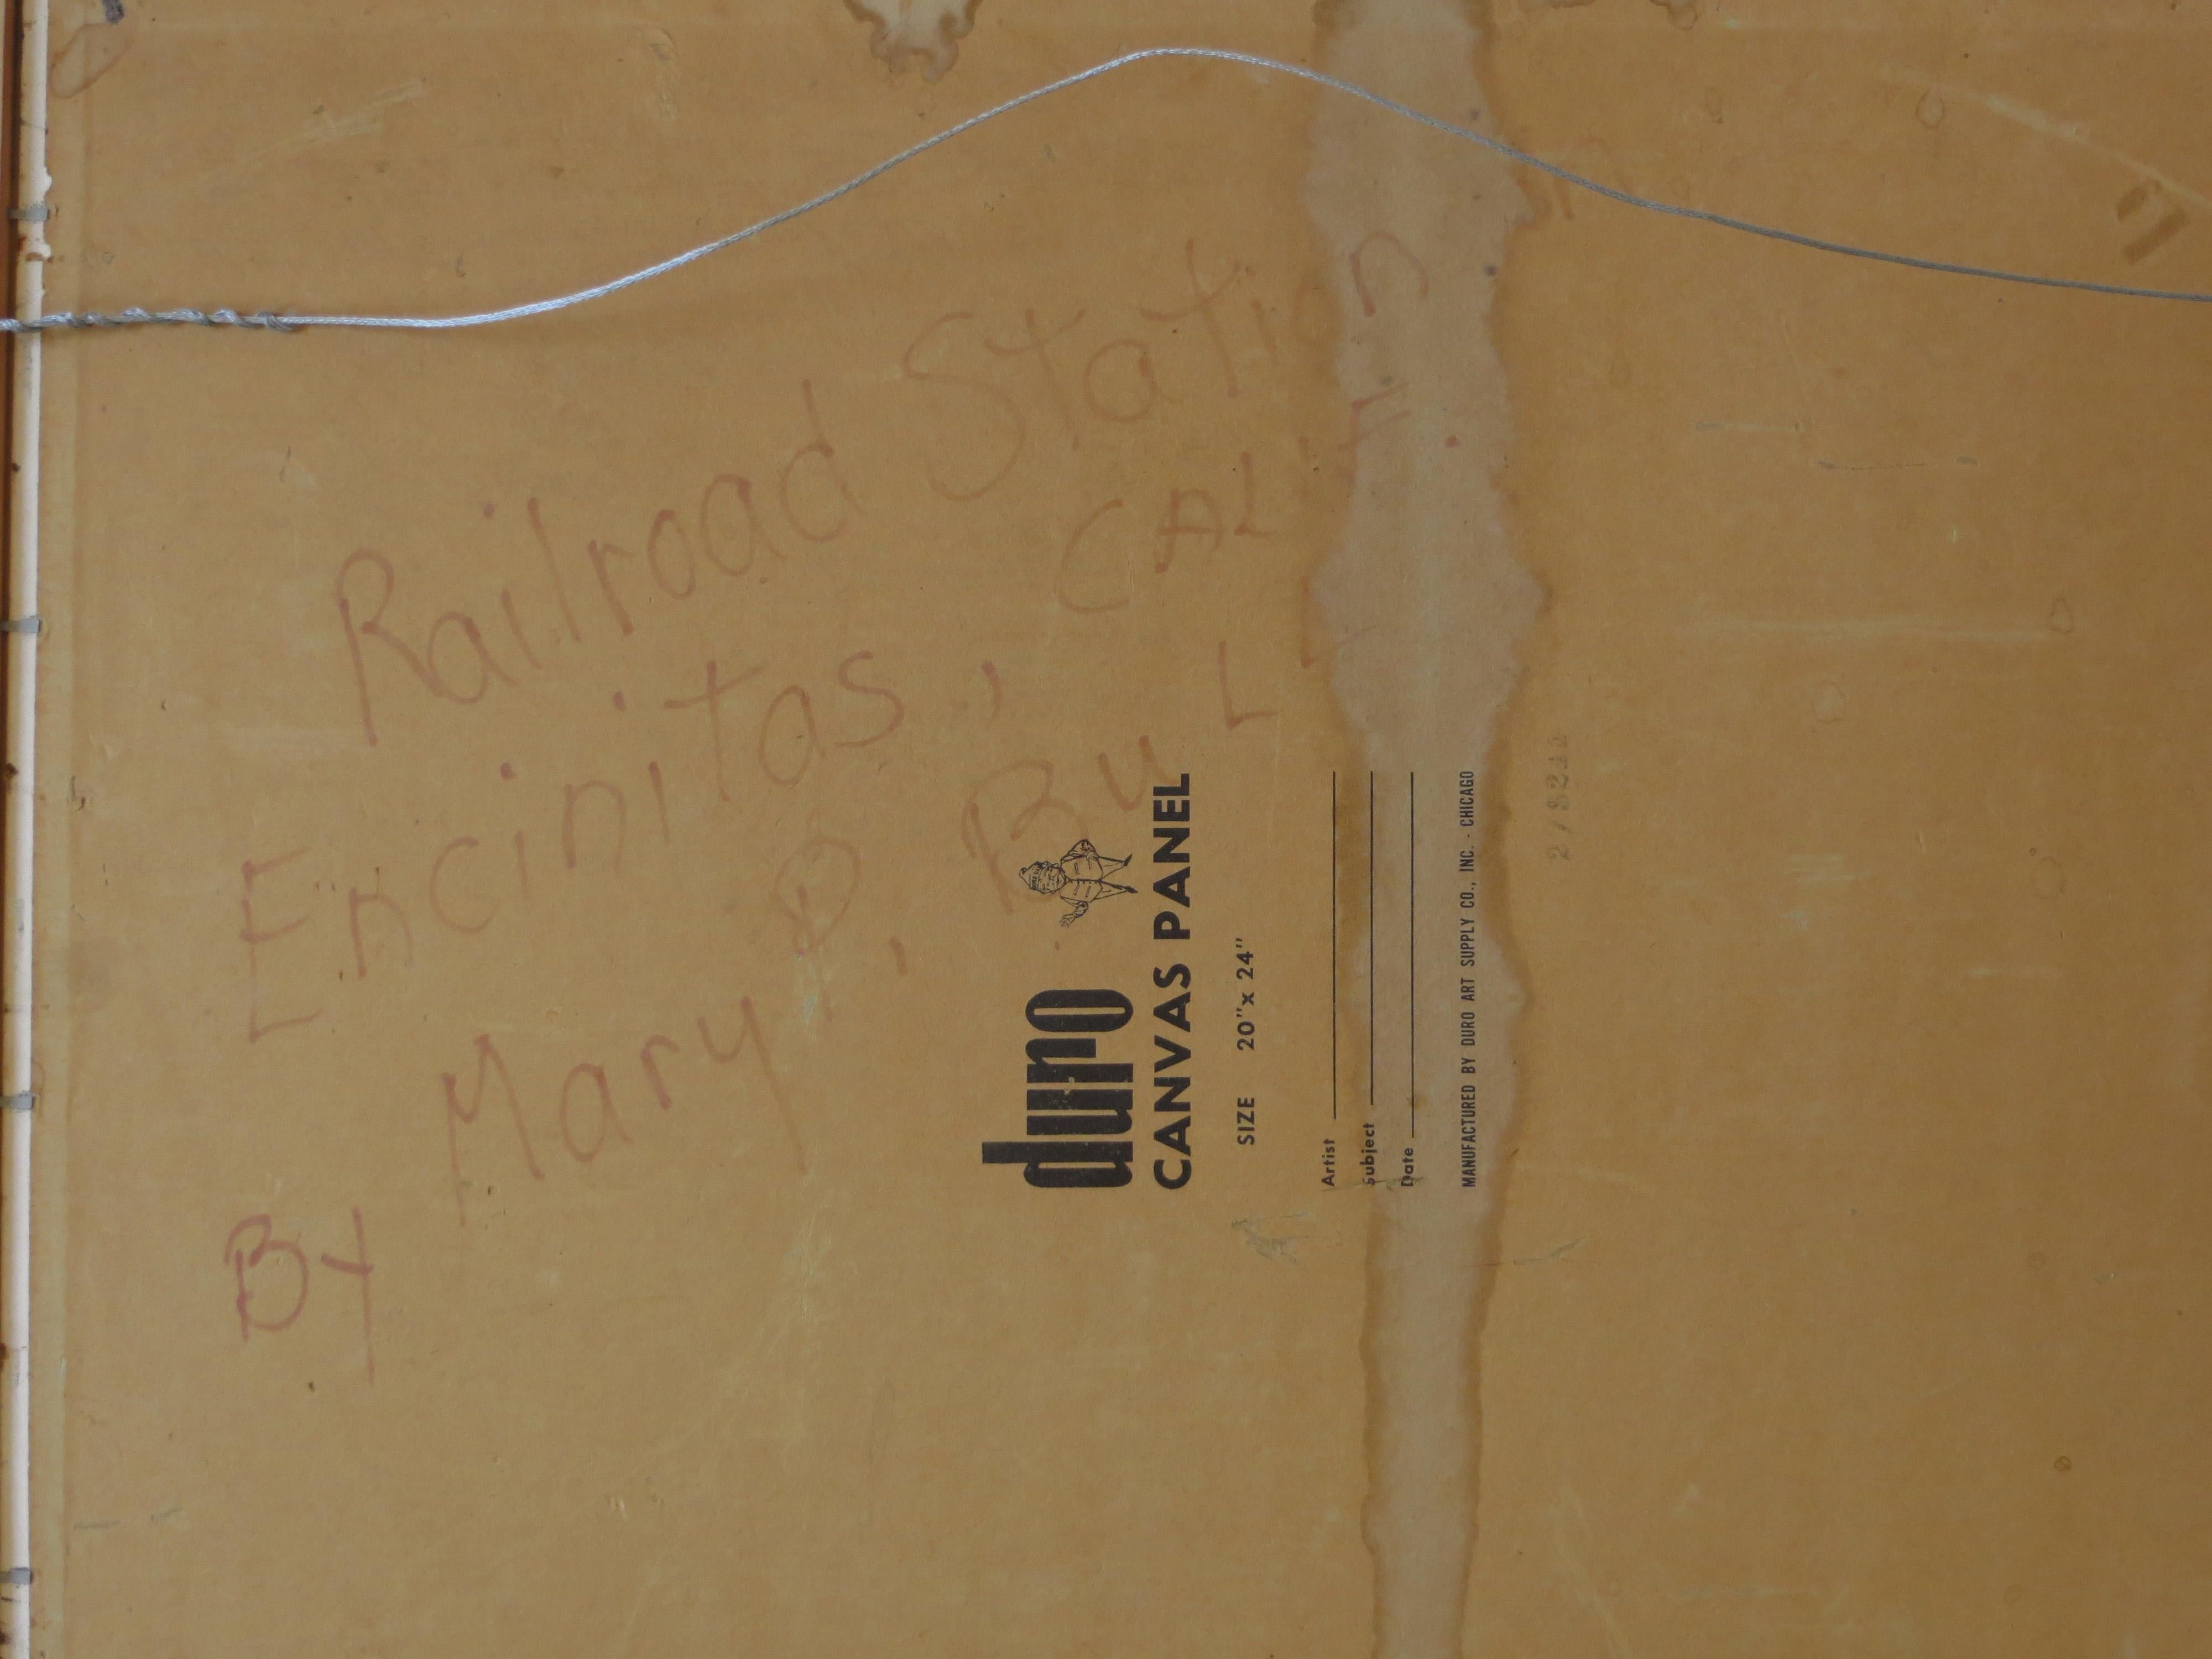 Railroad Station
Encinitas, CALIF
By Mary
duro
CANVAS PANEL
SIZE 20"x 24"
Artist
Subject
Date
MANUFACTURED BY DURO ART SUPPLY CO., INC. - CHICAGO